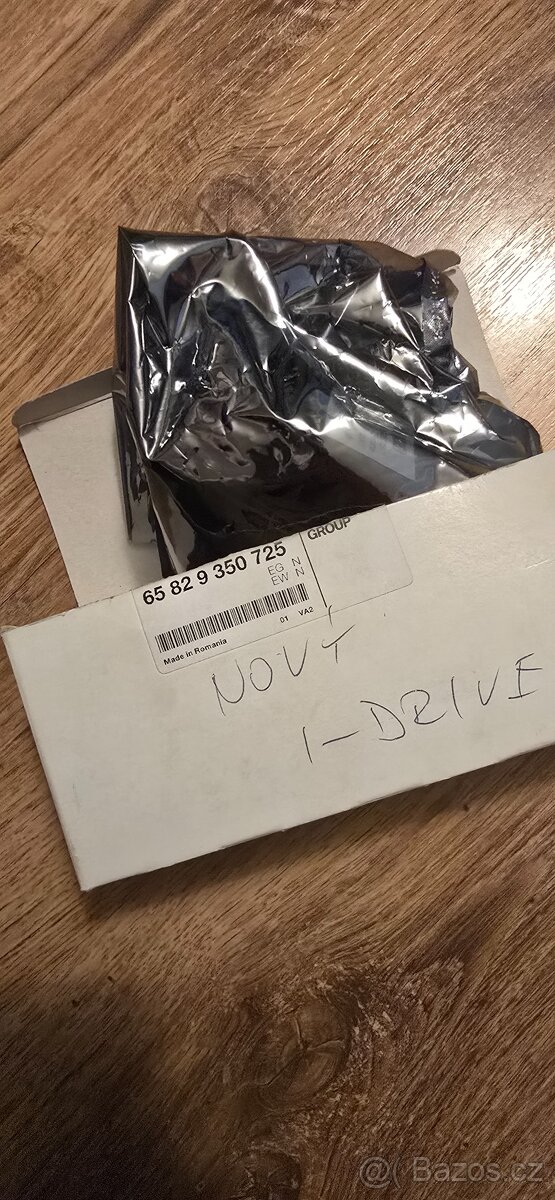 GROUP
65 82 9 350 725
EG N
EW N
01 VA2
Made in Romania
NOVÝ
I-DRIVE
@( Bazos.cz